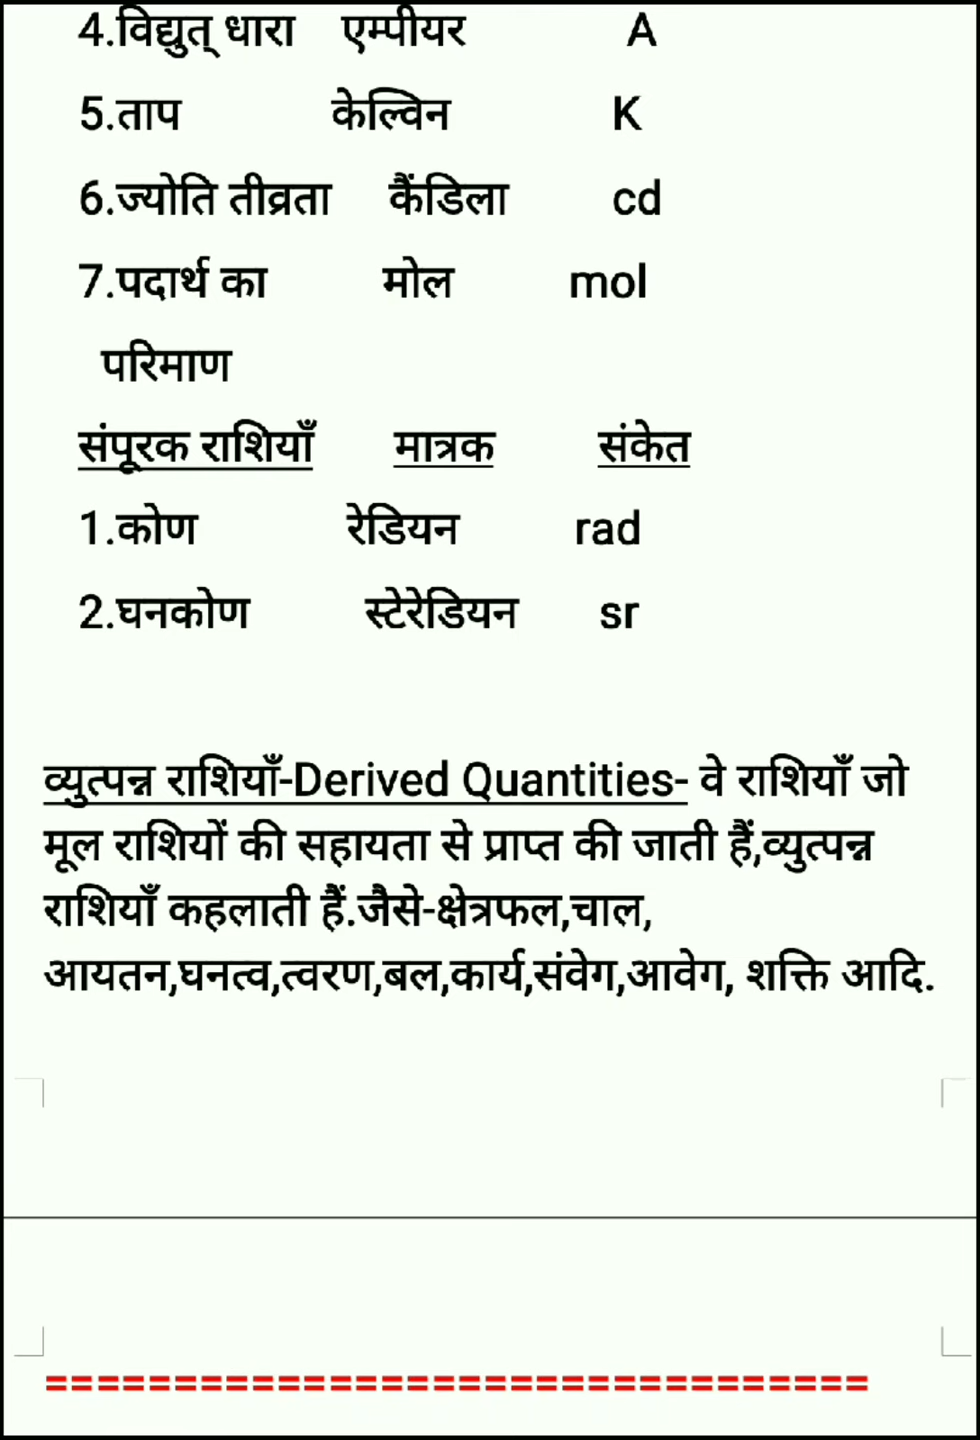 4.विद्युत् धारा एम्पीयर A
5.ताप केल्विन K
6.ज्योति तीव्रता कैंडिला cd
7.पदार्थ का मोल mol
परिमाण
संपूरक राशियाँ मात्रक संकेत
1.कोण रेडियन rad
2.घनकोण स्टेरेडियन sr
व्युत्पन्न राशियाँ-Derived Quantities- वे राशियाँ जो
मूल राशियों की सहायता से प्राप्त की जाती हैं,व्युत्पन्न
राशियाँ कहलाती हैं.जैसे-क्षेत्रफल,चाल,
आयतन,घनत्व,त्वरण,बल,कार्य,संवेग,आवेग, शक्ति आदि.
================================